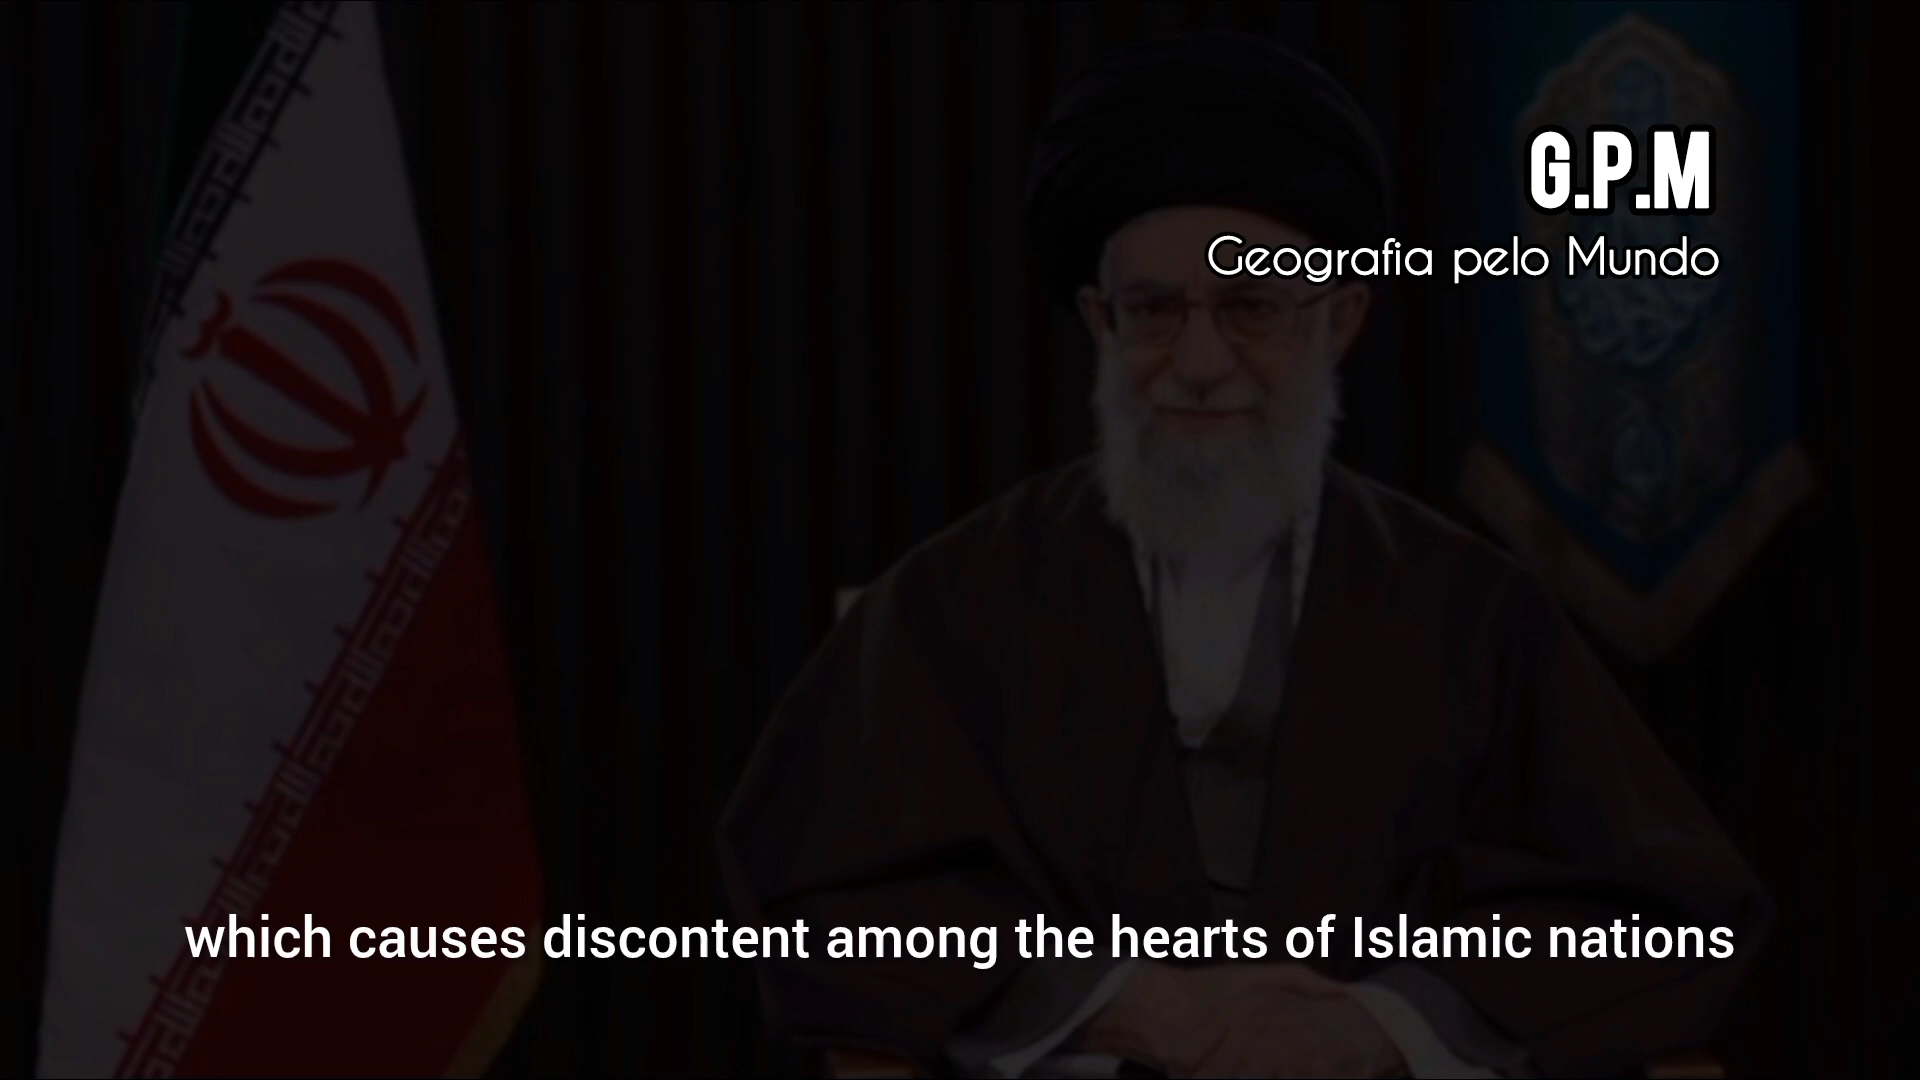 G.P.M
Geografia pelo Mundo
which causes discontent among the hearts of Islamic nations